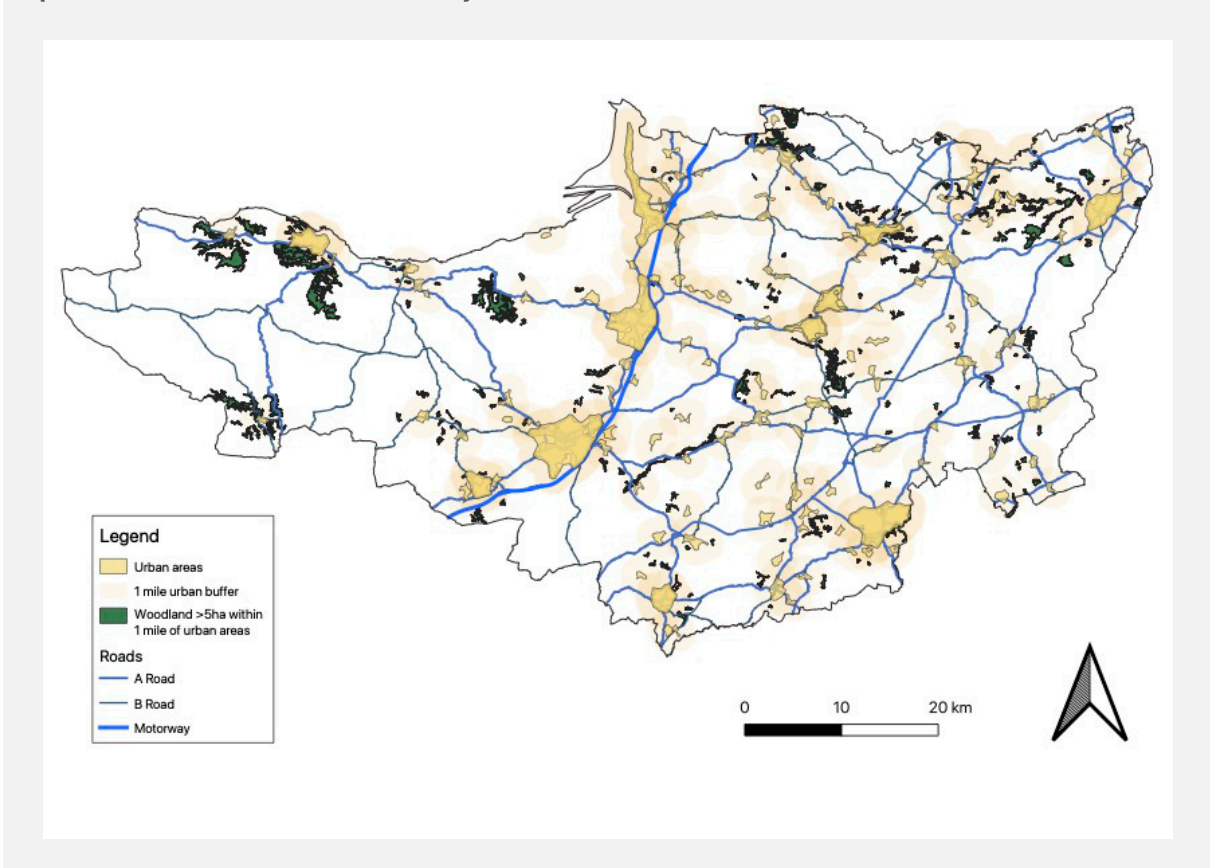 Legend
Urban areas
1 mile urban buffer
Woodland >5ha within
1 mile of urban areas
Roads
A Road
B Road
Motorway
0 10 20 km